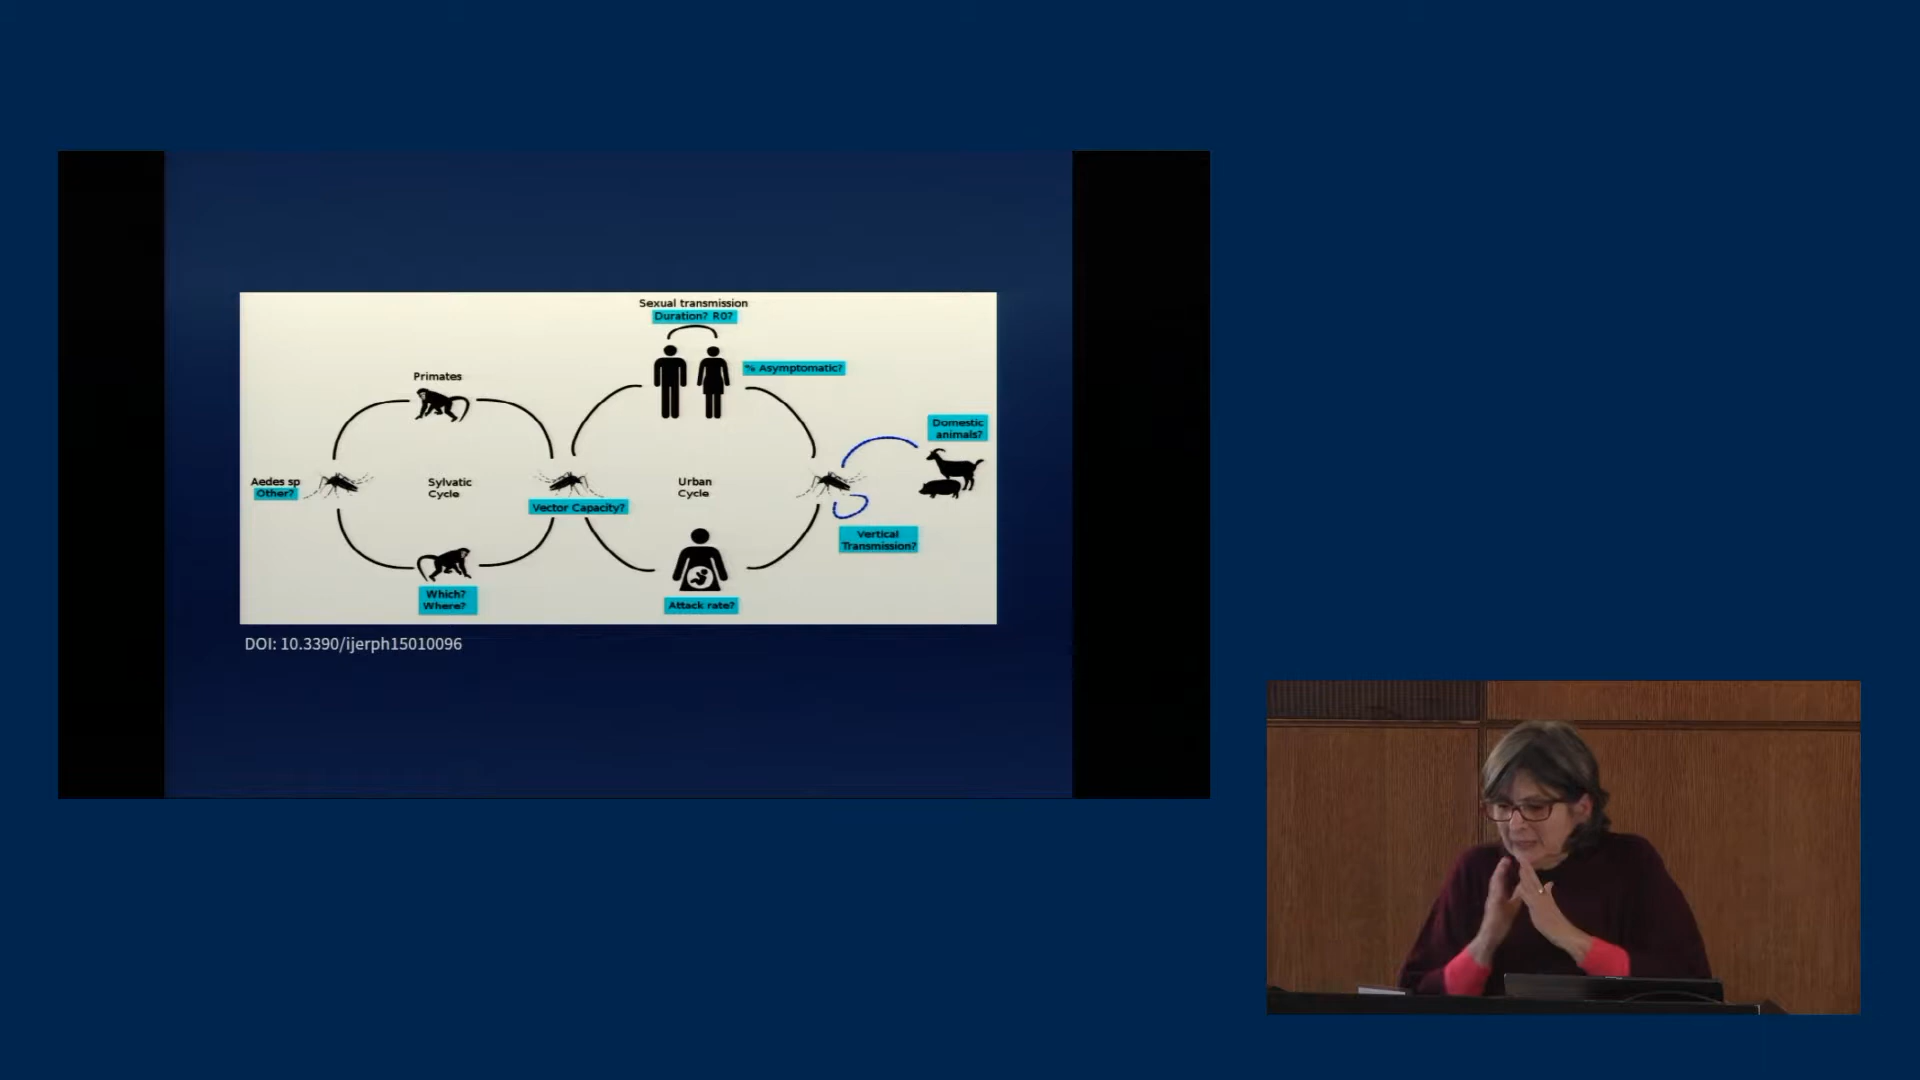 Sexual transmission
Duration? R0?
% Asymptomatic?
Primates
Domestic
animals?
Aedes sp
Other?
Sylvatic
Cycle
Urban
Cycle
Vector Capacity?
Vertical
Transmission?
Which?
Where?
Attack rate?
DOI: 10.3390/ijerph15010096